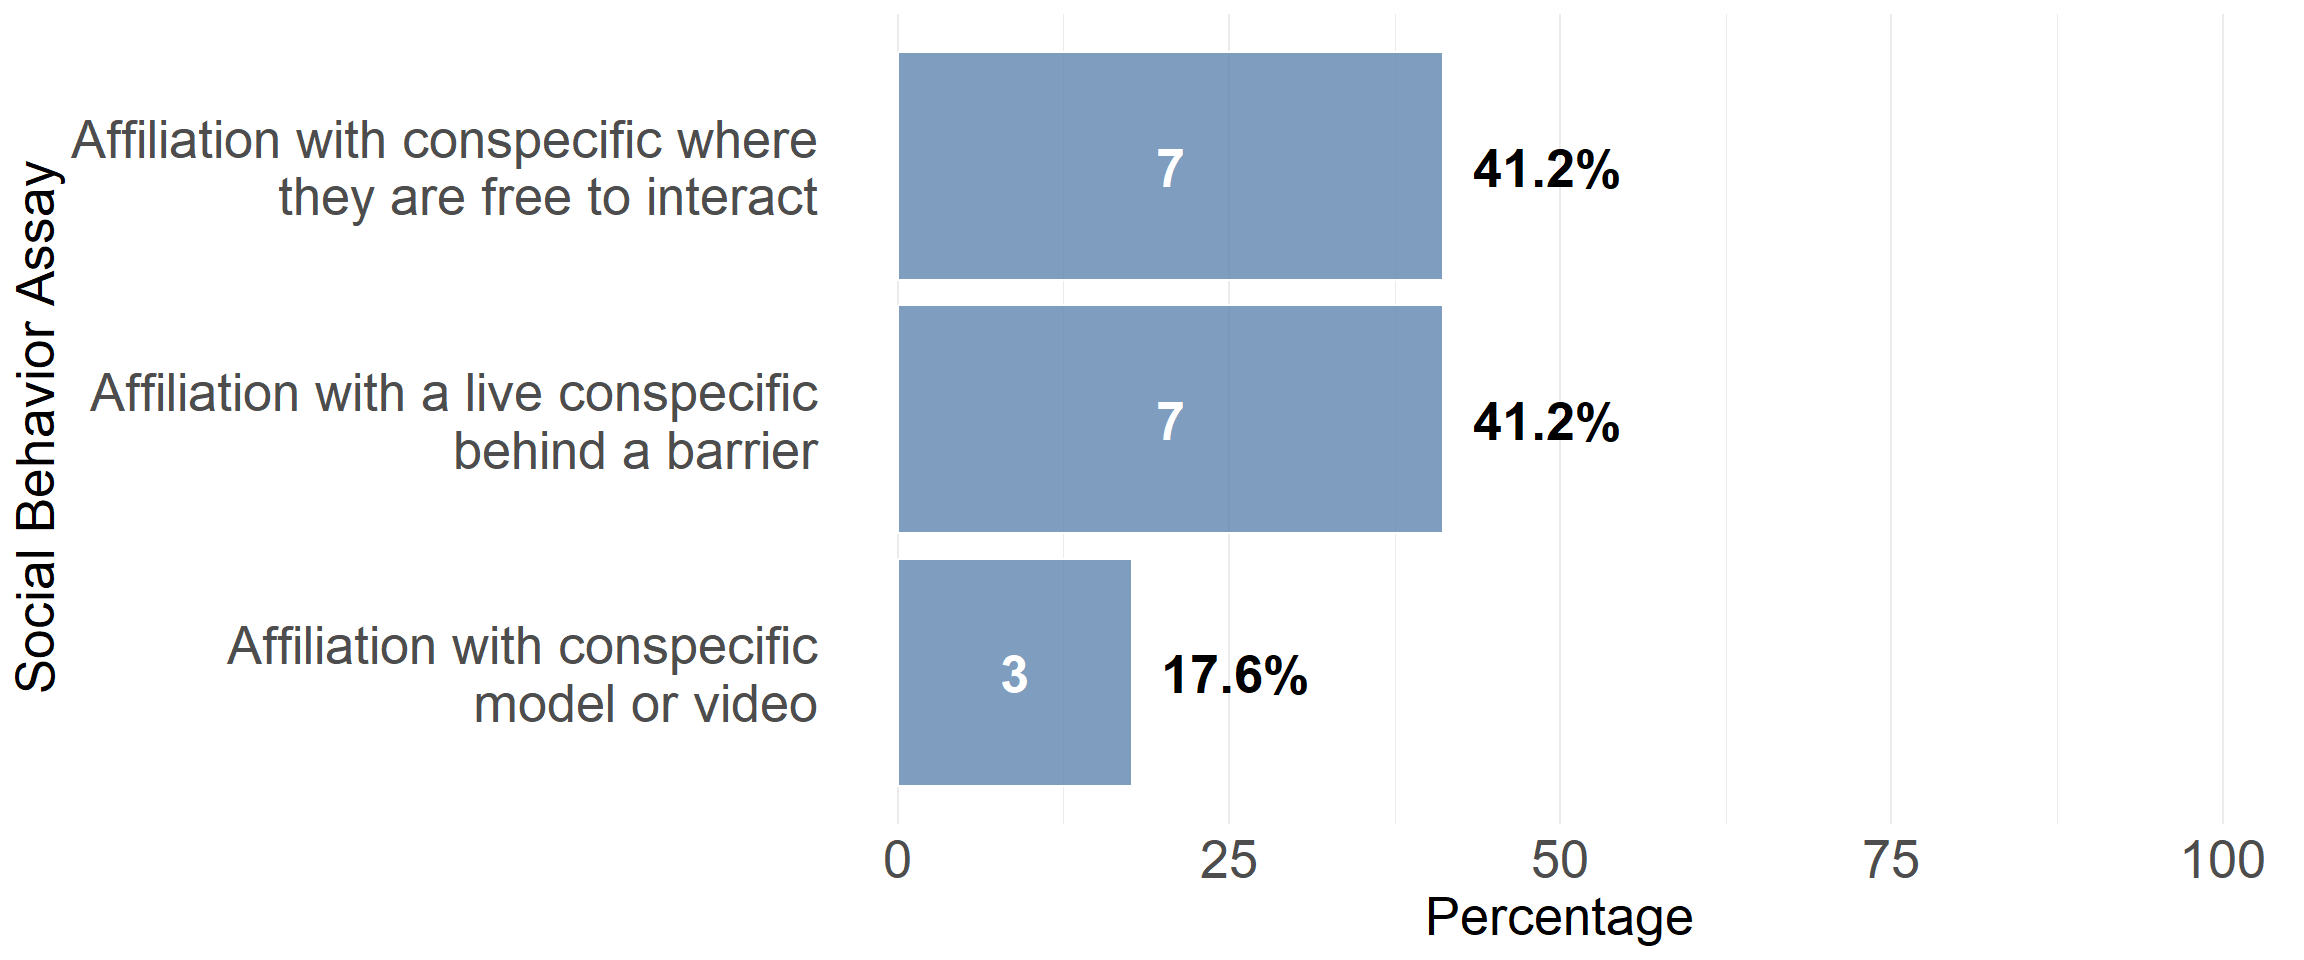 Social Behavior Assay
Affiliation with conspecific where
they are free to interact
7
41.2%
Affiliation with a live conspecific
behind a barrier
7
41.2%
Affiliation with conspecific
model or video
3
17.6%
0 25 50 75 100
Percentage